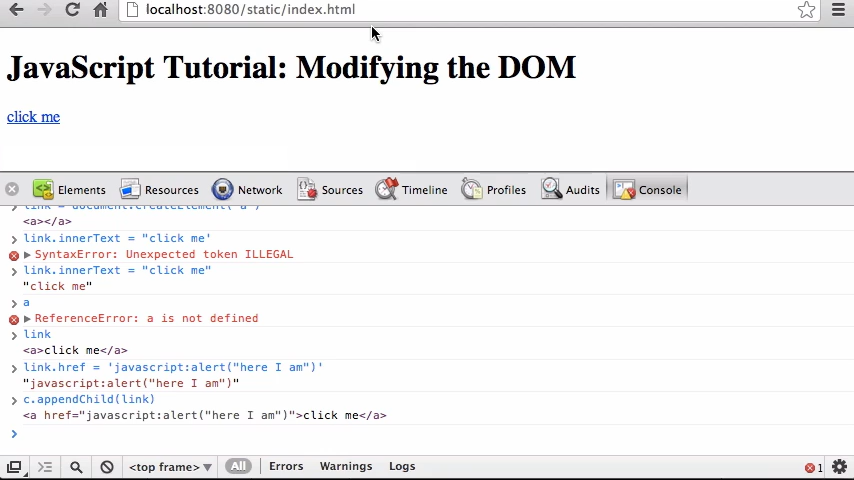 localhost:8080/static/index.html
JavaScript Tutorial: Modifying the DOM
click me
Elements Resources Network Sources Timeline Profiles Audits Console
link = document.createElement('a')
<a></a>
link.innerText = "click me'
SyntaxError: Unexpected token ILLEGAL
link.innerText = "click me"
"click me"
a
ReferenceError: a is not defined
link
<a>click me</a>
link.href = 'javascript:alert("here I am")'
"javascript:alert("here I am")"
c.appendChild(link)
<a href="javascript:alert("here I am")">click me</a>
<top frame> All Errors Warnings Logs 1